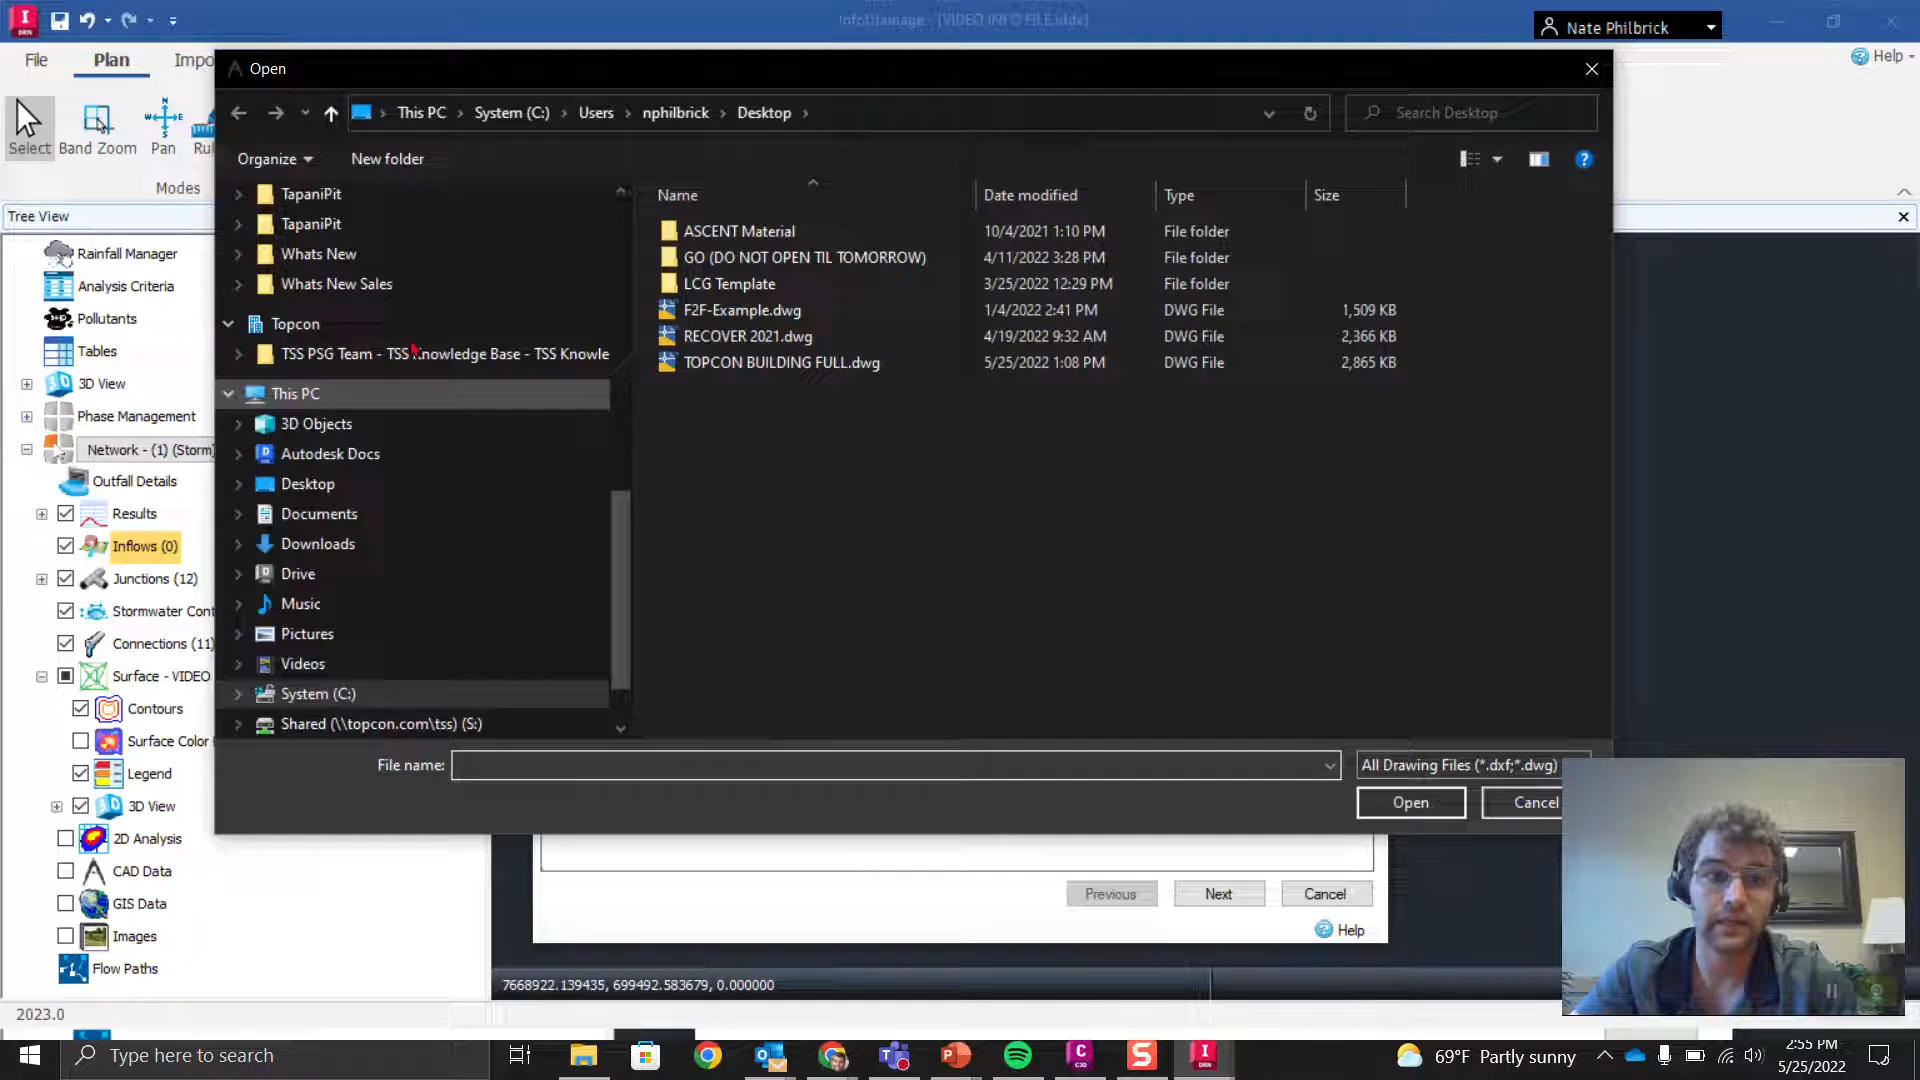 InfoDrainage - [VIDEO INFO FILE.iddx]
Nate Philbrick
File
Plan
Impo
Help
Open
This PC
System (C:)
Users
nphilbrick
Desktop
Search Desktop
Select
Band Zoom
Pan
Rul
Modes
Organize
New folder
Tree View
Name
Date modified
Type
Size
TapaniPit
TapaniPit
Whats New
Whats New Sales
Topcon
TSS PSG Team - TSS Knowledge Base - TSS Knowle
This PC
3D Objects
Autodesk Docs
Desktop
Documents
Downloads
Drive
Music
Pictures
Videos
System (C:)
Shared (\\topcon.com\tss) (S:)
ASCENT Material 10/4/2021 1:10 PM File folder
GO (DO NOT OPEN TIL TOMORROW) 4/11/2022 3:28 PM File folder
LCG Template 3/25/2022 12:29 PM File folder
F2F-Example.dwg 1/4/2022 2:41 PM DWG File 1,509 KB
RECOVER 2021.dwg 4/19/2022 9:32 AM DWG File 2,366 KB
TOPCON BUILDING FULL.dwg 5/25/2022 1:08 PM DWG File 2,865 KB
Rainfall Manager
Analysis Criteria
Pollutants
Tables
3D View
Phase Management
Network - (1) (Storm)
Outfall Details
Results
Inflows (0)
Junctions (12)
Stormwater Cont
Connections (11)
Surface - VIDEO
Contours
Surface Color
Legend
3D View
2D Analysis
CAD Data
GIS Data
Images
Flow Paths
File name:
All Drawing Files (*.dxf;*.dwg)
Open
Cancel
Previous
Next
Cancel
Help
7668922.139435, 699492.583679, 0.000000
2023.0
Type here to search
69°F Partly sunny
2:55 PM
5/25/2022